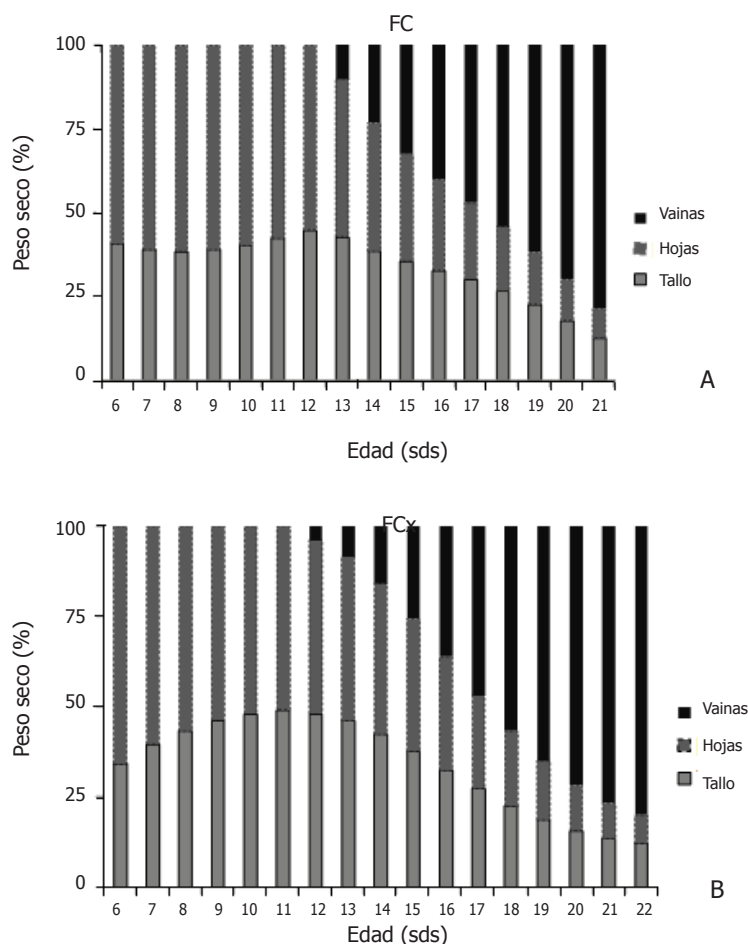 FC
100
75
50
25
0
Peso seco (%)
Vainas
Hojas
Tallo
6 7 8 9 10 11 12 13 14 15 16 17 18 19 20 21
Edad (sds)
A
FCx
100
75
50
25
0
Peso seco (%)
Vainas
Hojas
Tallo
6 7 8 9 10 11 12 13 14 15 16 17 18 19 20 21 22
Edad (sds)
B